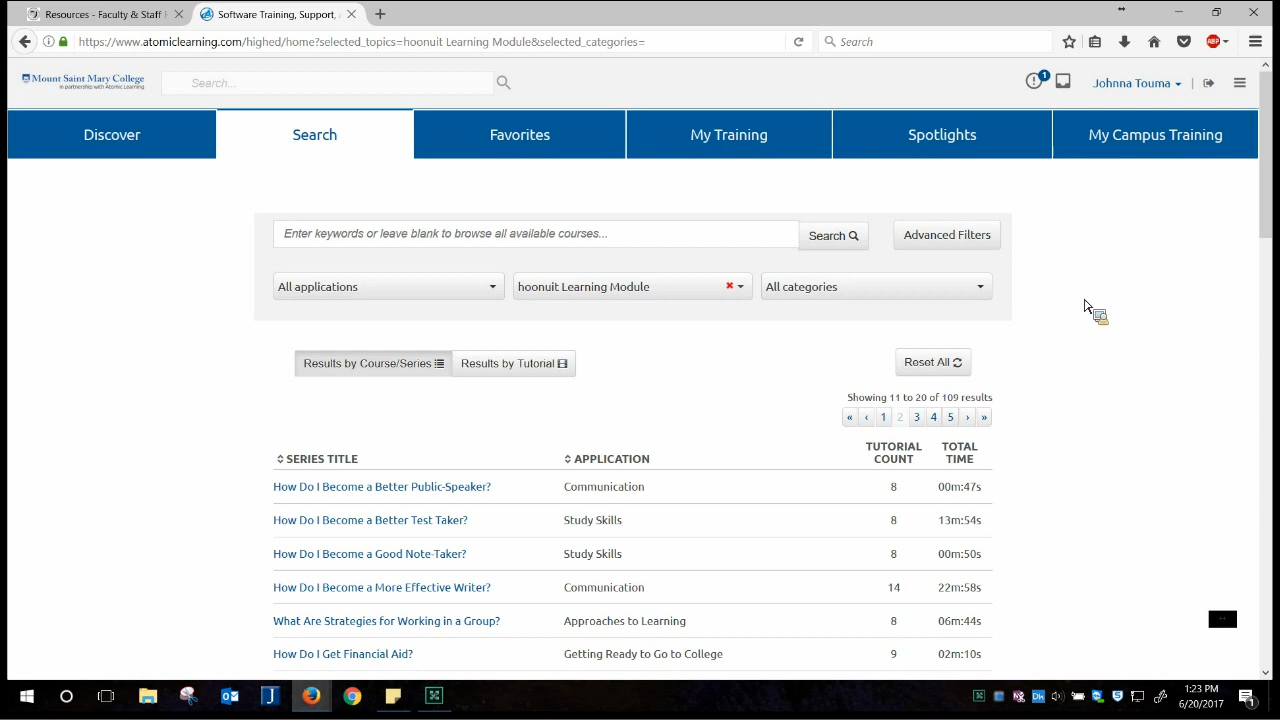 Resources - Faculty & Staff
Software Training, Support,
https://www.atomiclearning.com/highed/home?selected_topics=hoonuit Learning Module&selected_categories=
Search
ABP
Mount Saint Mary College
in partnership with Atomic Learning
Search...
1
Johnna Touma
Discover
Search
Favorites
My Training
Spotlights
My Campus Training
Enter keywords or leave blank to browse all available courses...
Search
Advanced Filters
All applications
hoonuit Learning Module
All categories
Results by Course/Series
Results by Tutorial
Reset All
Showing 11 to 20 of 109 results
« ‹ 1 2 3 4 5 › »
SERIES TITLE APPLICATION TUTORIAL COUNT TOTAL TIME
How Do I Become a Better Public-Speaker? Communication 8 00m:47s
How Do I Become a Better Test Taker? Study Skills 8 13m:54s
How Do I Become a Good Note-Taker? Study Skills 8 00m:50s
How Do I Become a More Effective Writer? Communication 14 22m:58s
What Are Strategies for Working in a Group? Approaches to Learning 8 06m:44s
How Do I Get Financial Aid? Getting Ready to Go to College 9 02m:10s
1:23 PM
6/20/2017
1